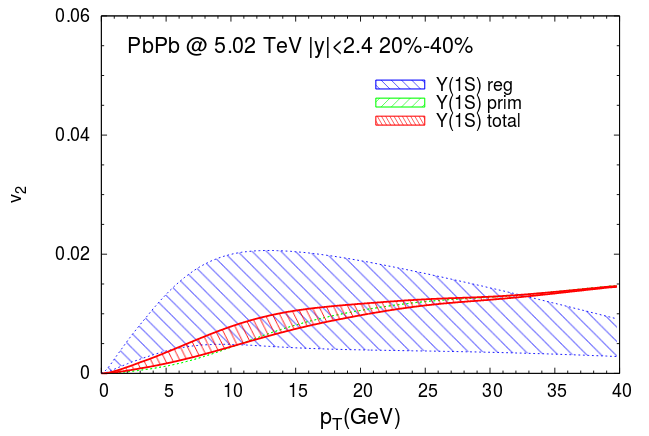 0.06
PbPb @ 5.02 TeV |y|<2.4 20%-40%
Y(1S) reg
Y(1S) prim
Y(1S) total
0.04
v2
0.02
0
0 5 10 15 20 25 30 35 40
pT(GeV)